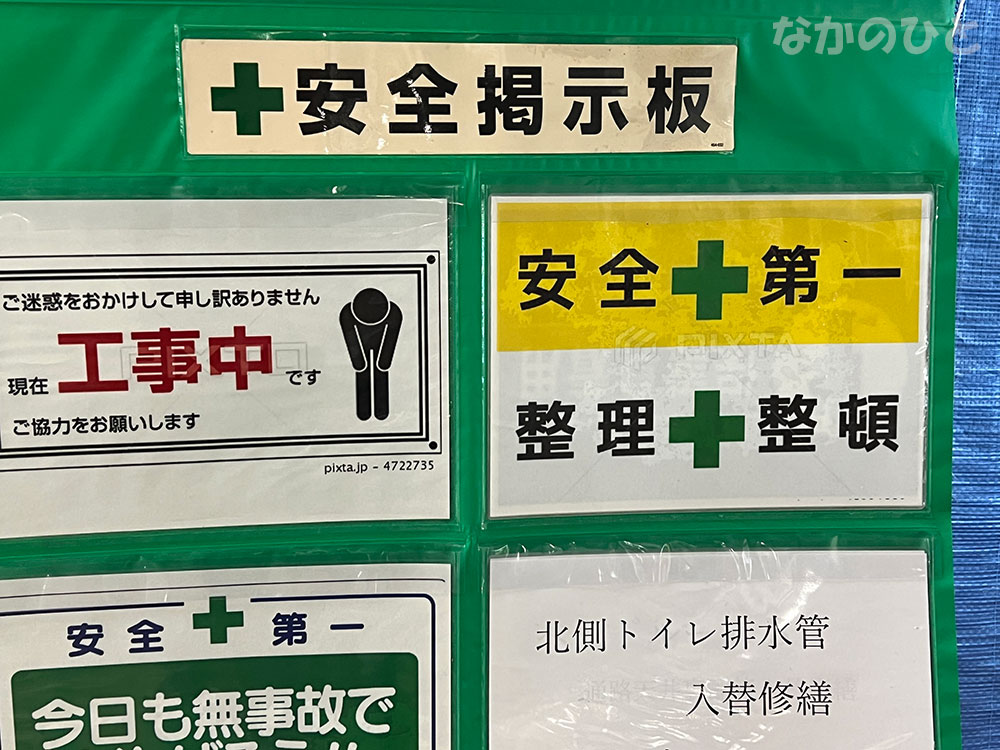 なかのひと
安全掲示板
ご迷惑をおかけして申し訳ありません
現在 工事中 です
ご協力をお願いします
pixta.jp - 4722735
安全第一
PIXTA
整理整頓
安全第一
今日も無事故で
北側トイレ排水管
入替修繕